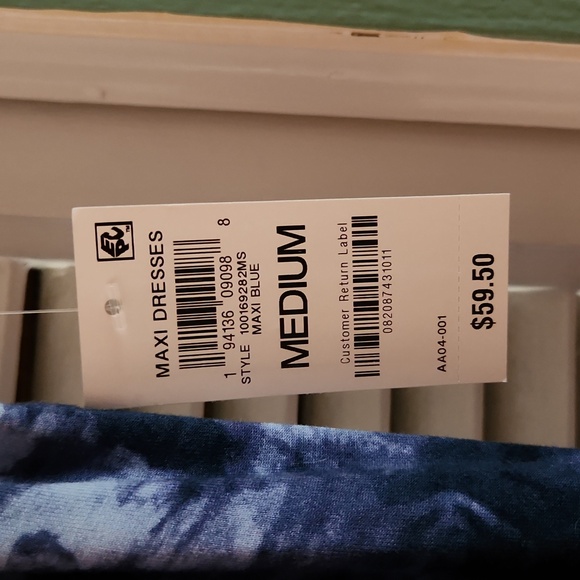 MAXI DRESSES
1 94136 09098 8
STYLE 100169282MS
MAXI BLUE
MEDIUM
Customer Return Label
082087431011
AA04-001
$59.50